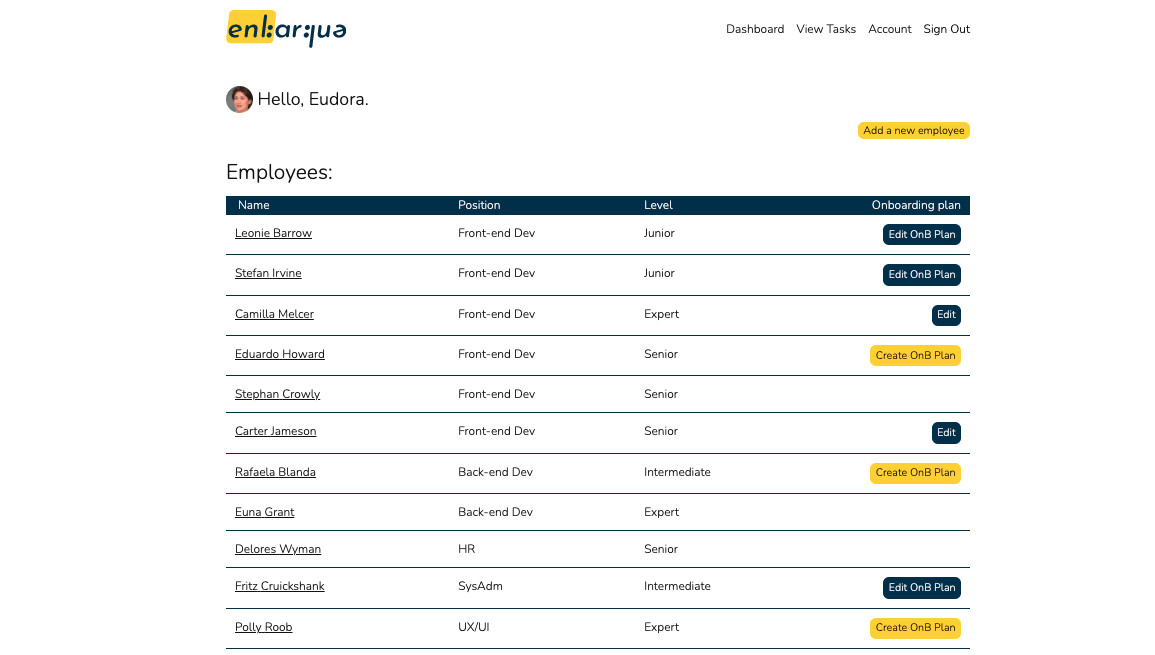 Dashboard View Tasks Account Sign Out
Hello, Eudora.
Add a new employee
Employees:
Name Position Level Onboarding plan
Leonie Barrow Front-end Dev Junior Edit OnB Plan
Stefan Irvine Front-end Dev Junior Edit OnB Plan
Camilla Melcer Front-end Dev Expert Edit
Eduardo Howard Front-end Dev Senior Create OnB Plan
Stephan Crowly Front-end Dev Senior
Carter Jameson Front-end Dev Senior Edit
Rafaela Blanda Back-end Dev Intermediate Create OnB Plan
Euna Grant Back-end Dev Expert
Delores Wyman HR Senior
Fritz Cruickshank SysAdm Intermediate Edit OnB Plan
Polly Roob UX/UI Expert Create OnB Plan